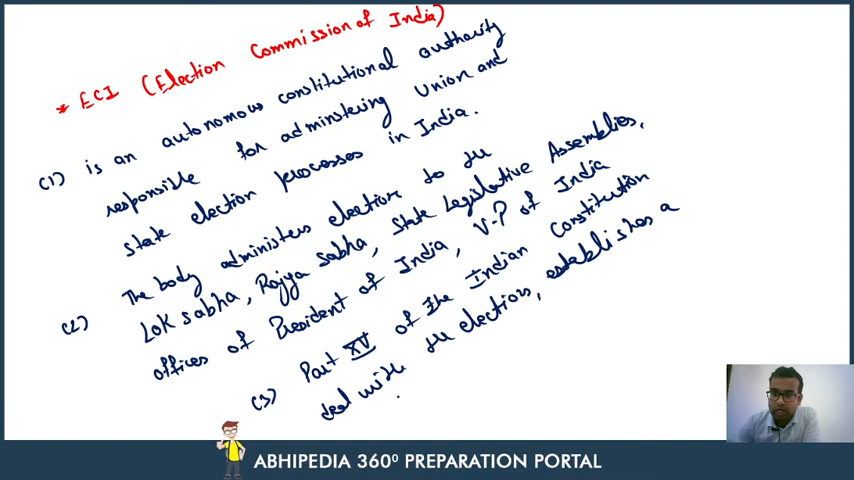 * ECI (Election Commission of India)
(1) is an autonomous constitutional authority
responsible for adminstering Union and
state election processes in India.
(2) The body administers elections to the
Lok Sabha, Rajya Sabha, State Legislative Assemblies,
offices of President of India, V-P of India
(3) Part XV of the Indian Constitution
deal with the elections, establishes a
ABHIPEDIA 360⁰ PREPARATION PORTAL